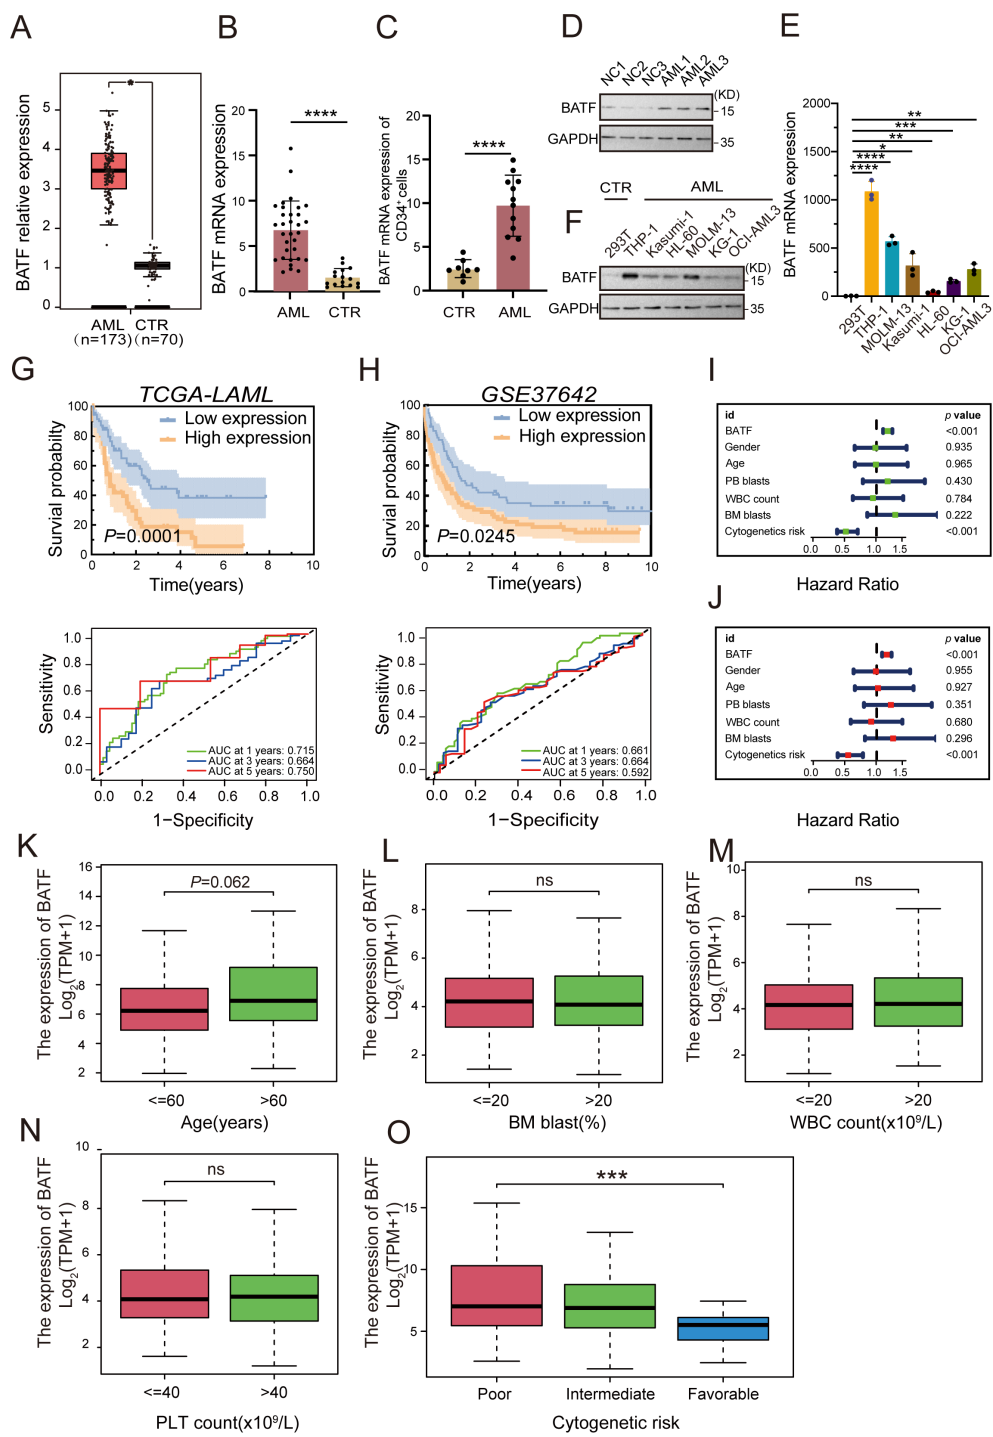 A
BATF relative expression
5
4
3
2
1
0
*
AML
(n=173)
CTR
(n=70)
B
BATF mRNA expression
20
15
10
5
0
****
AML
CTR
C
BATF mRNA expression of
CD34+cells
20
15
10
5
0
****
CTR
AML
D
NC1
NC2
NC3
AML1
AML2
AML3
(KD)
BATF
15
GAPDH
35
E
BATF mRNA expression
2000
1500
1000
500
0
**
***
**
*
****
****
293T
THP-1
MOLM-13
Kasumi-1
HL-60
KG-1
OCI-AML3
F
CTR
AML
293T
THP-1
Kasumi-1
HL-60
MOLM-13
KG-1
OCI-AML3
(KD)
BATF
15
GAPDH
35
G
TCGA-LAML
Survial probabilty
100
80
60
40
20
0
Low expression
High expression
P=0.0001
0 2 4 6 8 10
Time(years)
Sensitivity
1.0
0.8
0.6
0.4
0.2
0.0
AUC at 1 years: 0.715
AUC at 3 years: 0.664
AUC at 5 years: 0.750
0.0 0.2 0.4 0.6 0.8 1.0
1−Specificity
H
GSE37642
Survial probabilty
100
80
60
40
20
0
Low expression
High expression
P=0.0245
0 2 4 6 8 10
Time(years)
Sensitivity
1.0
0.8
0.6
0.4
0.2
0.0
AUC at 1 years: 0.661
AUC at 3 years: 0.664
AUC at 5 years: 0.592
0.0 0.2 0.4 0.6 0.8 1.0
1−Specificity
I
id p value
BATF <0.001
Gender 0.935
Age 0.965
PB blasts 0.430
WBC count 0.784
BM blasts 0.222
Cytogenetics risk <0.001
0 0.5 1.0 1.5
Hazard Ratio
J
id p value
BATF <0.001
Gender 0.955
Age 0.927
PB blasts 0.351
WBC count 0.680
BM blasts 0.296
Cytogenetics risk <0.001
0 0.5 1.0 1.5
Hazard Ratio
K
The expression of BATF
Log2(TPM+1)
16
14
12
10
8
6
4
2
P=0.062
<=60 >60
Age(years)
L
The expression of BATF
Log2(TPM+1)
8
6
4
2
ns
<=20 >20
BM blast(%)
M
The expression of BATF
Log2(TPM+1)
10
8
6
4
2
ns
<=20 >20
WBC count(x10⁹/L)
N
The expression of BATF
Log2(TPM+1)
10
8
6
4
2
ns
<=40 >40
PLT count(x10⁹/L)
O
The expression of BATF
Log2(TPM+1)
15
10
5
***
Poor Intermediate Favorable
Cytogenetic risk